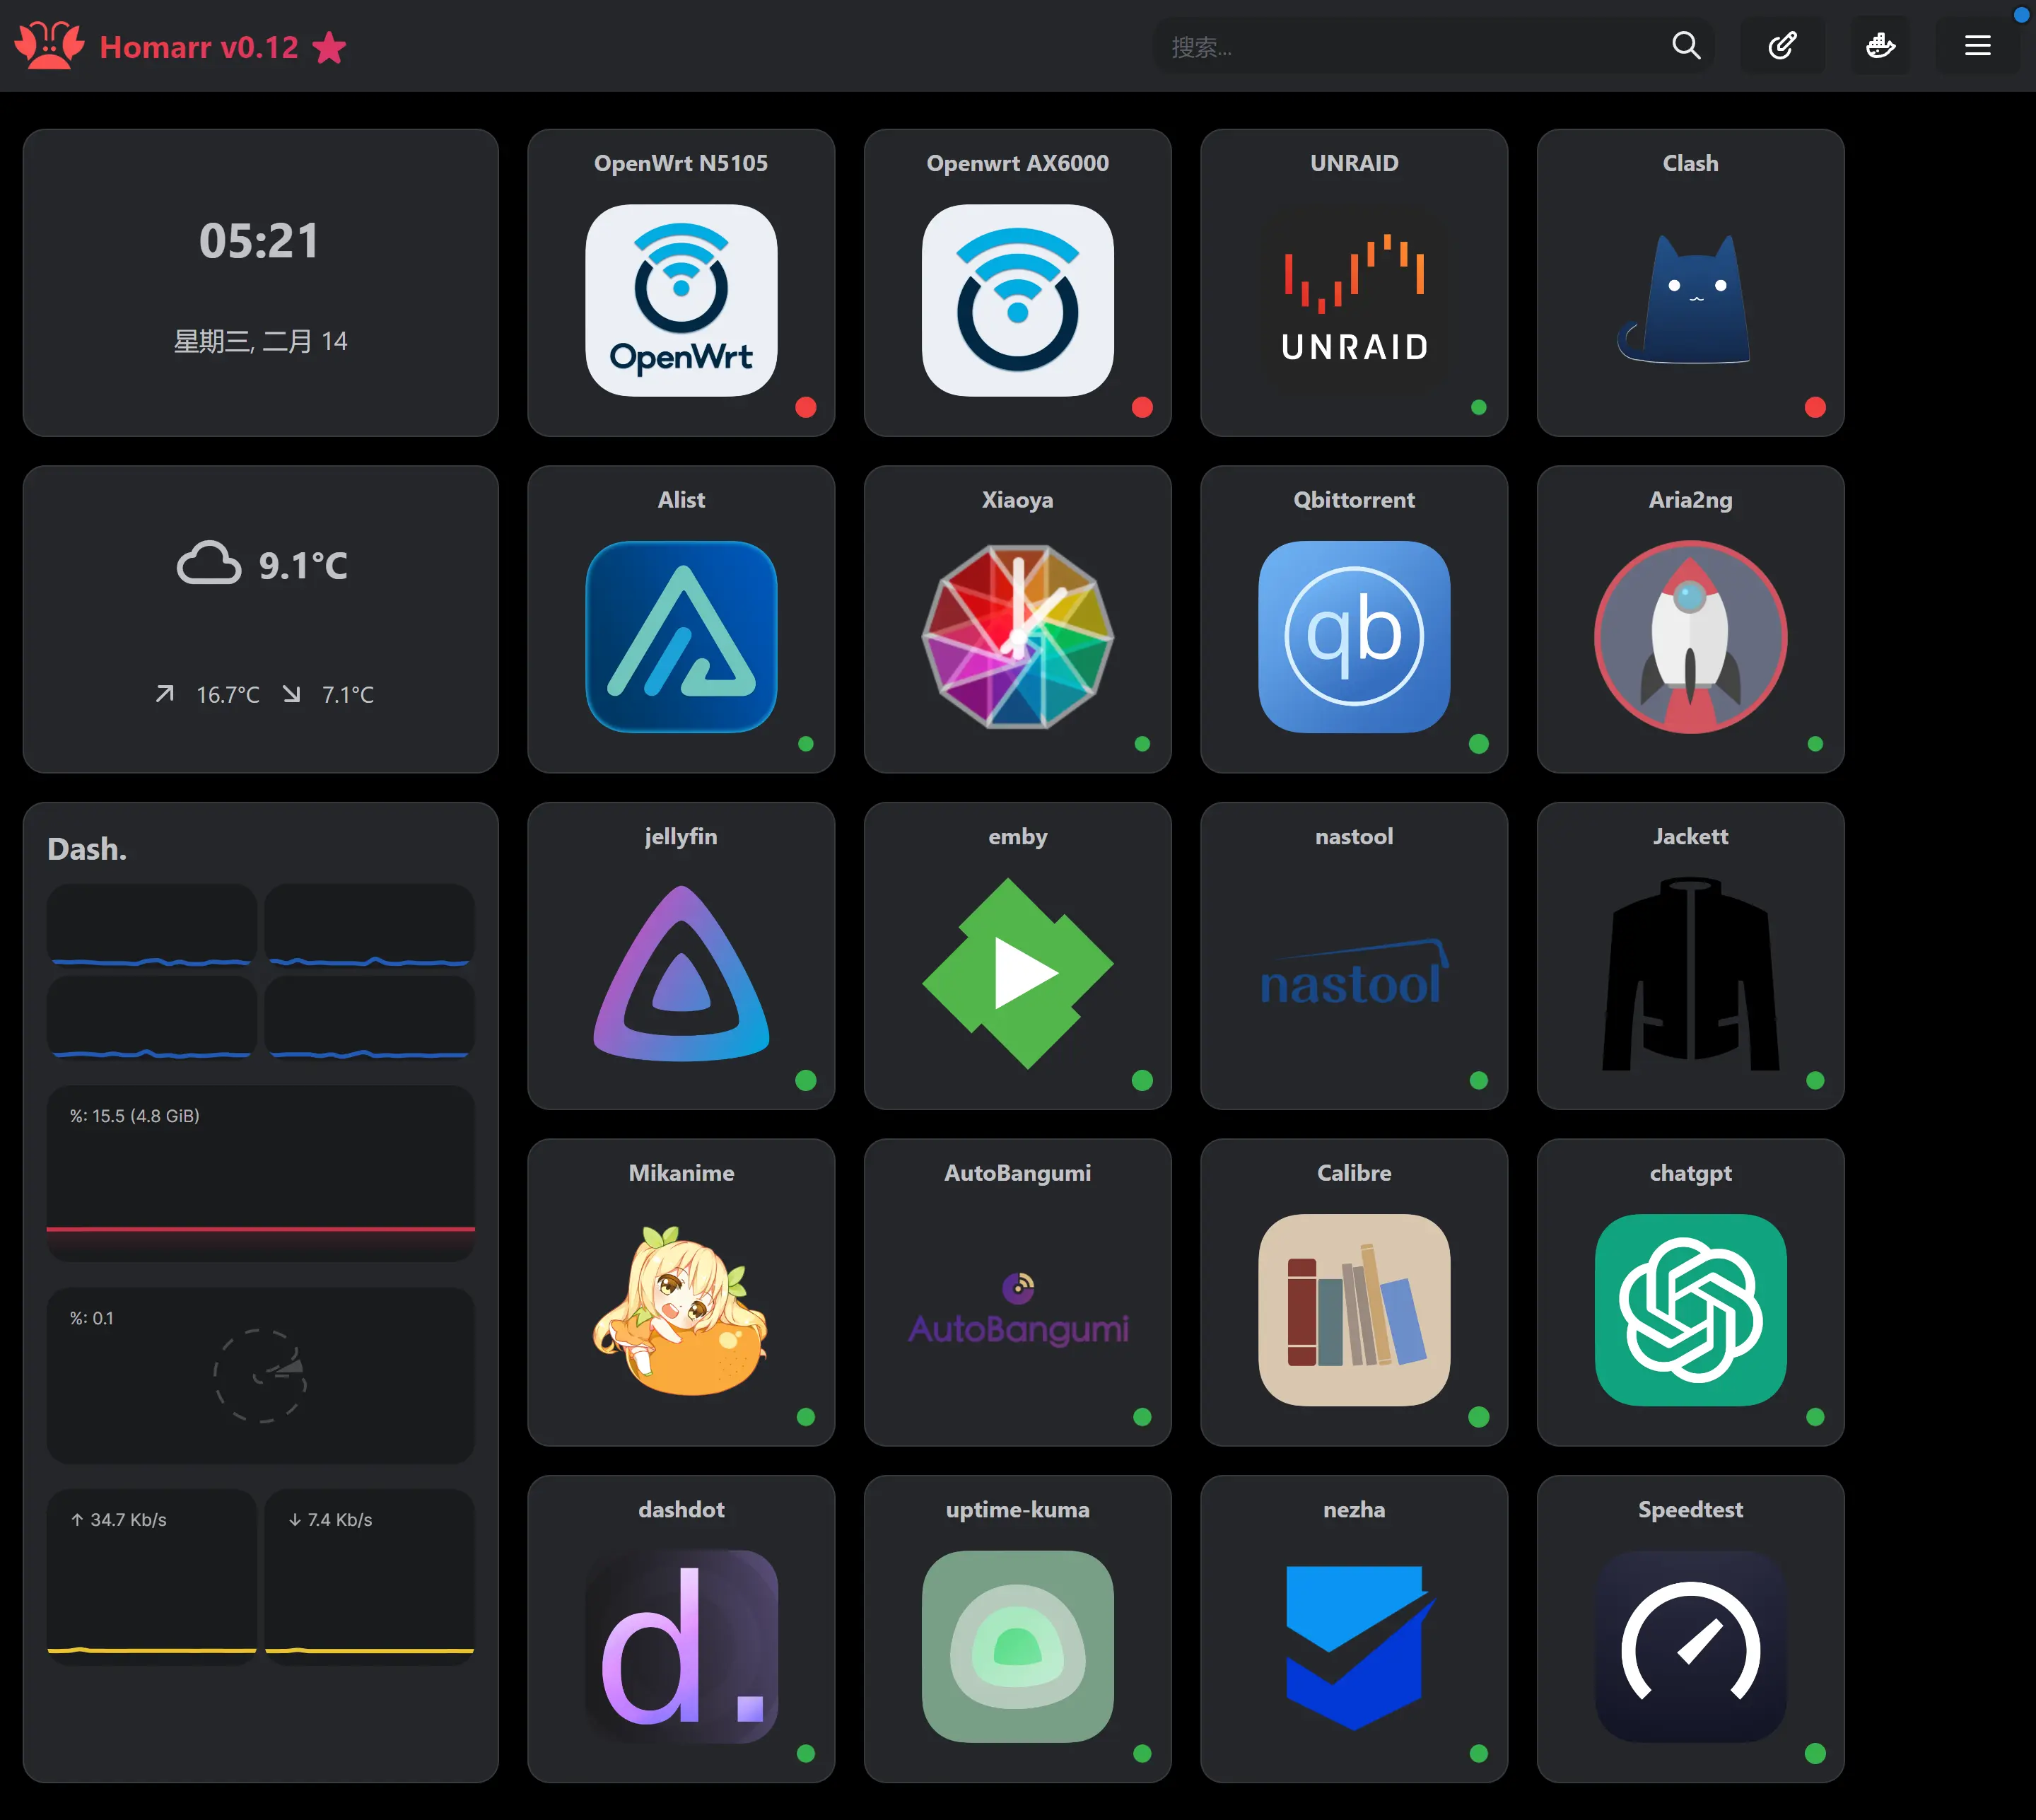 Homarr v0.12
搜索...
05:21
星期三, 二月 14
OpenWrt N5105
OpenWrt
Openwrt AX6000
UNRAID
UNRAID
Clash
9.1°C
16.7°C 7.1°C
Alist
Xiaoya
Qbittorrent
qb
Aria2ng
Dash.
%: 15.5 (4.8 GiB)
%: 0.1
↑ 34.7 Kb/s
↓ 7.4 Kb/s
jellyfin
emby
nastool
nastool
Jackett
Mikanime
AutoBangumi
AutoBangumi
Calibre
chatgpt
dashdot
d.
uptime-kuma
nezha
Speedtest